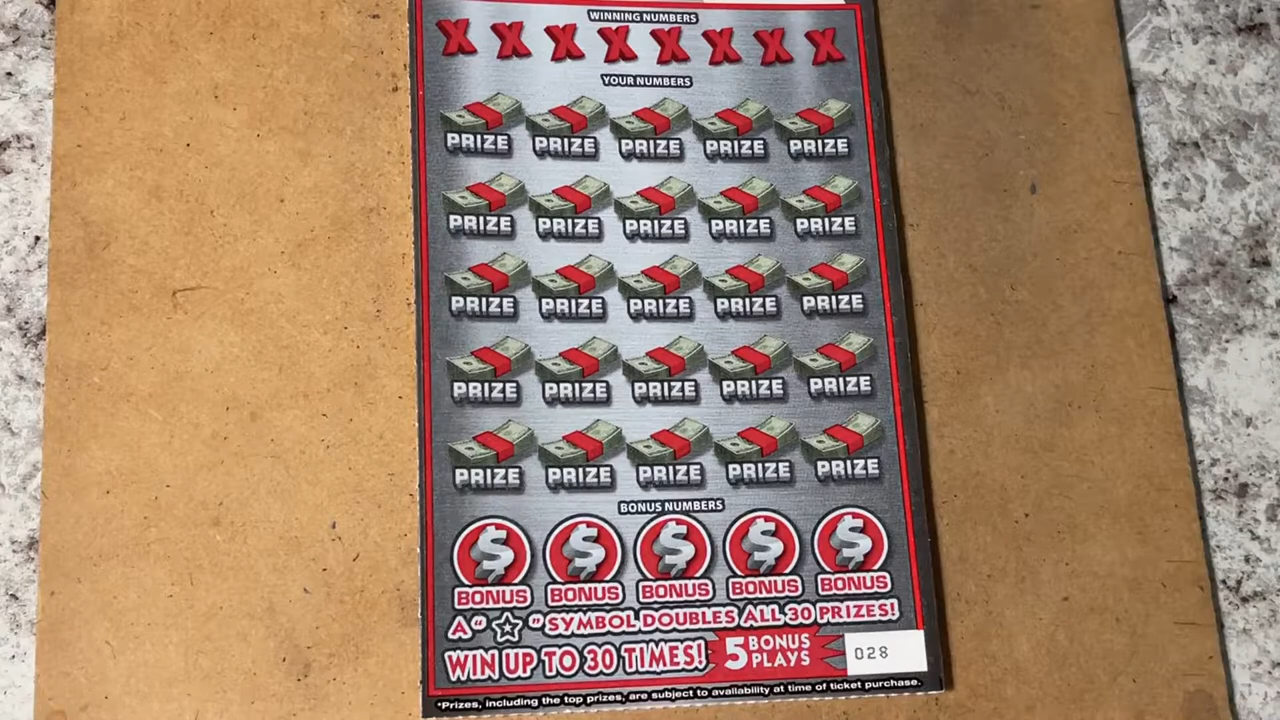 WINNING NUMBERS
X X X X X X X X
YOUR NUMBERS
PRIZE PRIZE PRIZE PRIZE PRIZE
PRIZE PRIZE PRIZE PRIZE PRIZE
PRIZE PRIZE PRIZE PRIZE PRIZE
PRIZE PRIZE PRIZE PRIZE PRIZE
PRIZE PRIZE PRIZE PRIZE PRIZE
BONUS NUMBERS
$ $ $ $ $
BONUS BONUS BONUS BONUS BONUS
A "☆" SYMBOL DOUBLES ALL 30 PRIZES!
WIN UP TO 30 TIMES! 5 BONUS PLAYS 028
*Prizes, including the top prizes, are subject to availability at time of ticket purchase.